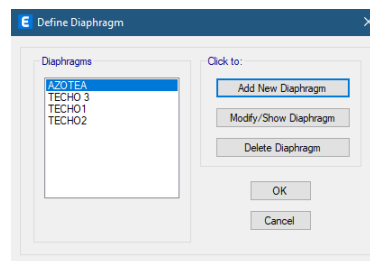 E Define Diaphragm
Diaphragms
AZOTEA
TECHO 3
TECHO1
TECHO2
Click to:
Add New Diaphragm
Modify/Show Diaphragm
Delete Diaphragm
OK
Cancel